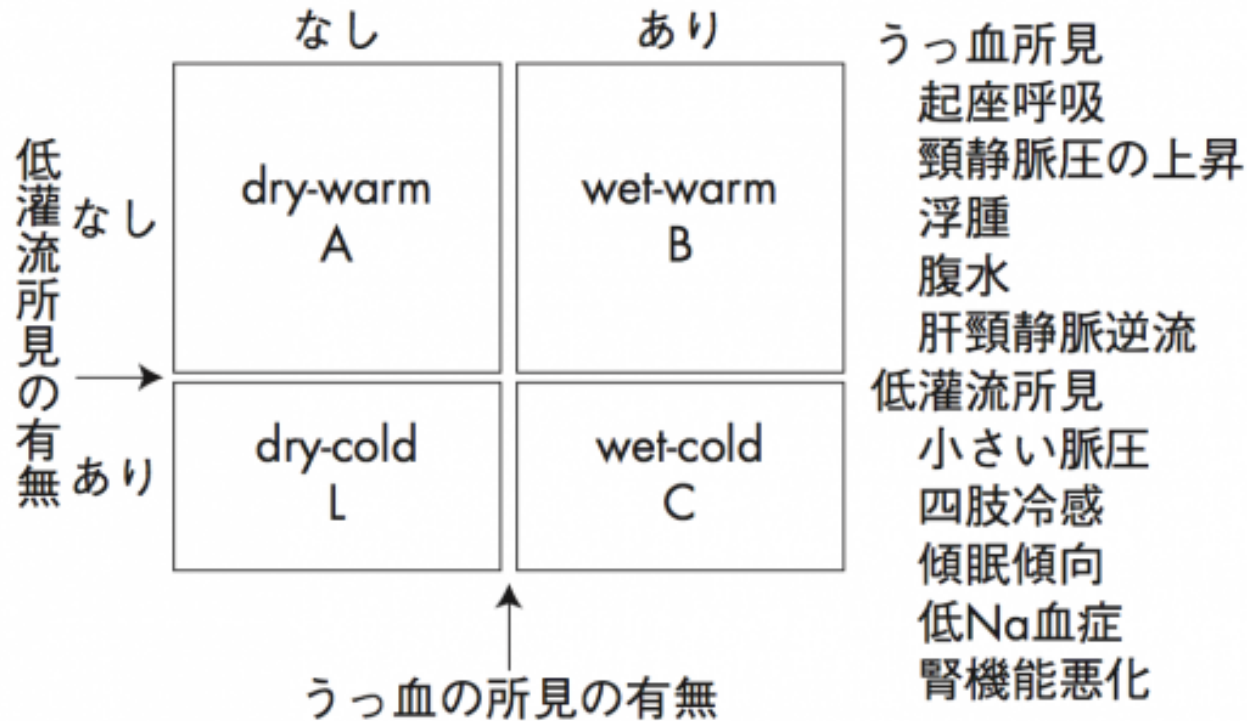 なし
あり
低灌流所見の有無
なし
あり
dry-warm
A
wet-warm
B
dry-cold
L
wet-cold
C
うっ血の所見の有無
うっ血所見
起座呼吸
頸静脈圧の上昇
浮腫
腹水
肝頸静脈逆流
低灌流所見
小さい脈圧
四肢冷感
傾眠傾向
低Na血症
腎機能悪化